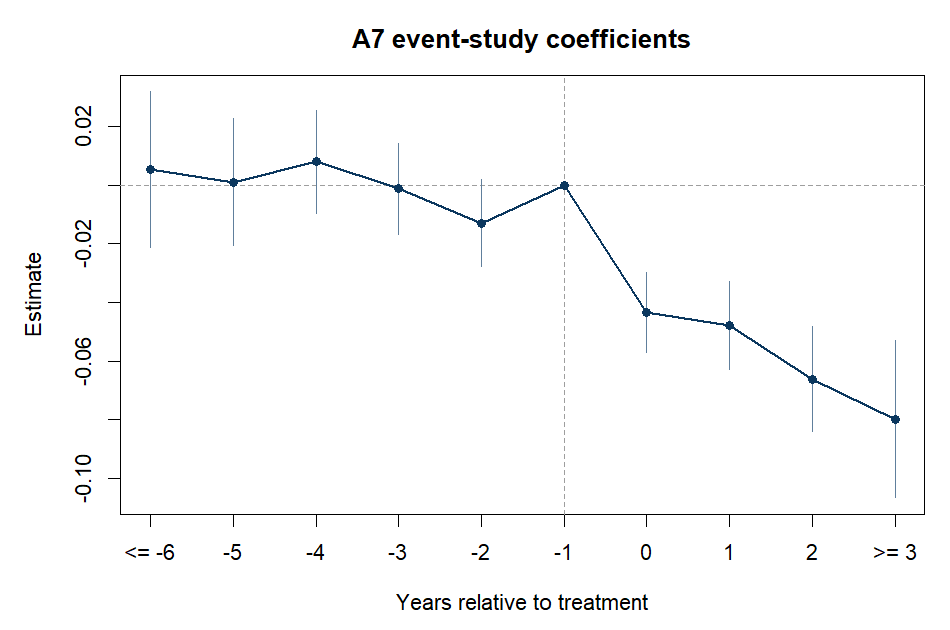 A7 event-study coefficients
Estimate
0.02
-0.02
-0.06
-0.10
<= -6 -5 -4 -3 -2 -1 0 1 2 >= 3
Years relative to treatment